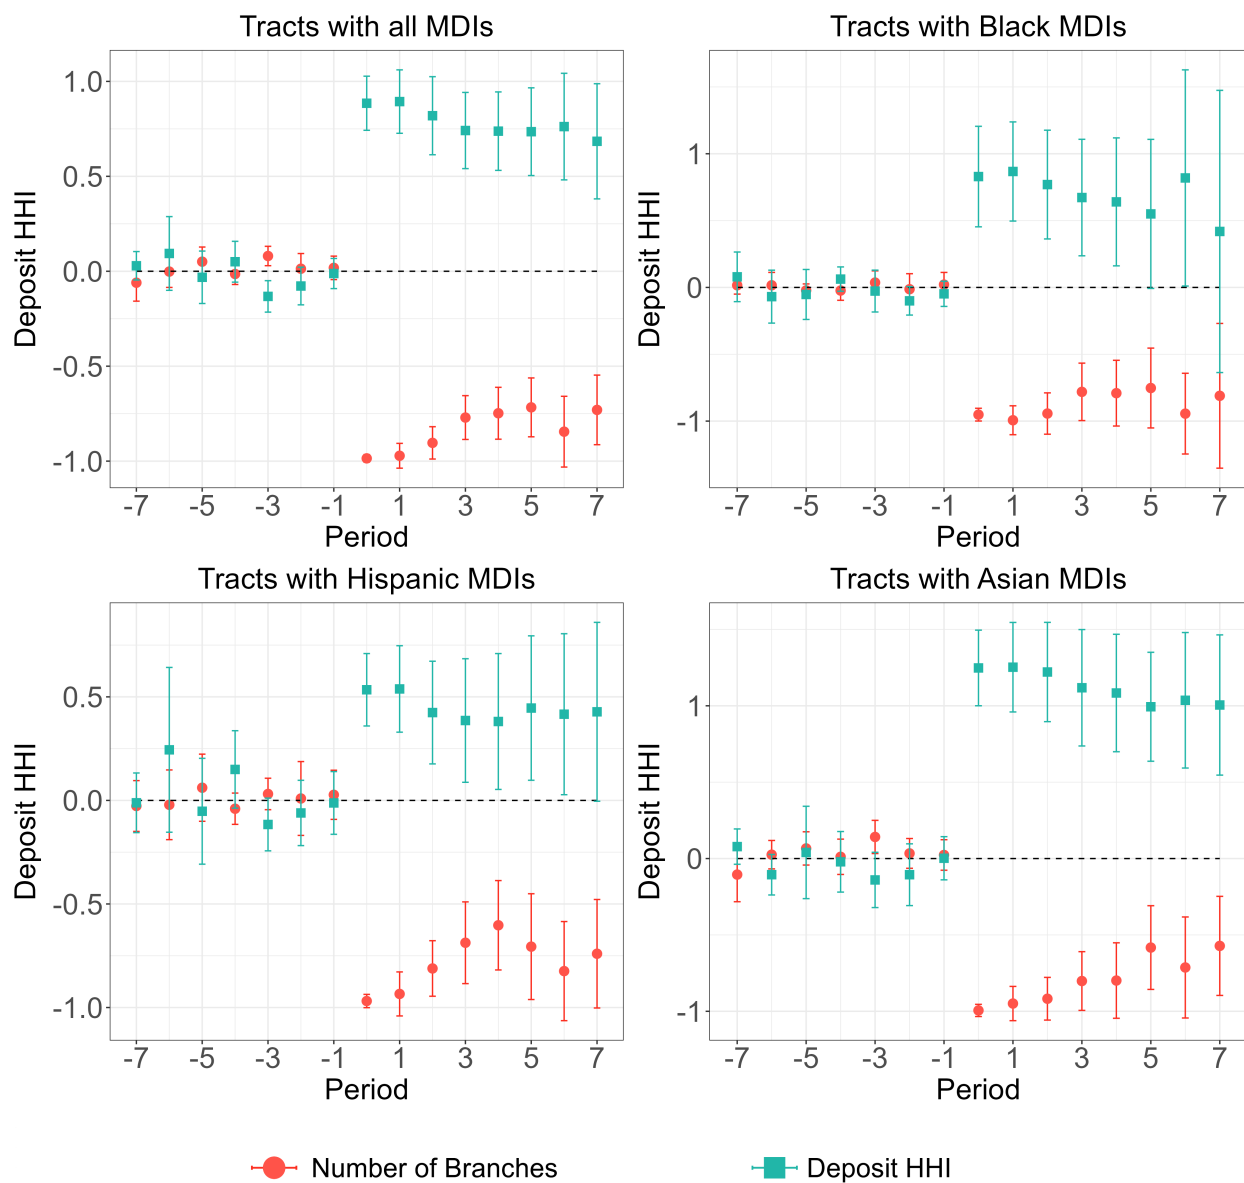 Tracts with all MDIs
Deposit HHI
1.0
0.5
0.0
-0.5
-1.0
-7 -5 -3 -1 1 3 5 7
Period
Tracts with Black MDIs
Deposit HHI
1
0
-1
-7 -5 -3 -1 1 3 5 7
Period
Tracts with Hispanic MDIs
Deposit HHI
0.5
0.0
-0.5
-1.0
-7 -5 -3 -1 1 3 5 7
Period
Tracts with Asian MDIs
Deposit HHI
1
0
-1
-7 -5 -3 -1 1 3 5 7
Period
Number of Branches
Deposit HHI